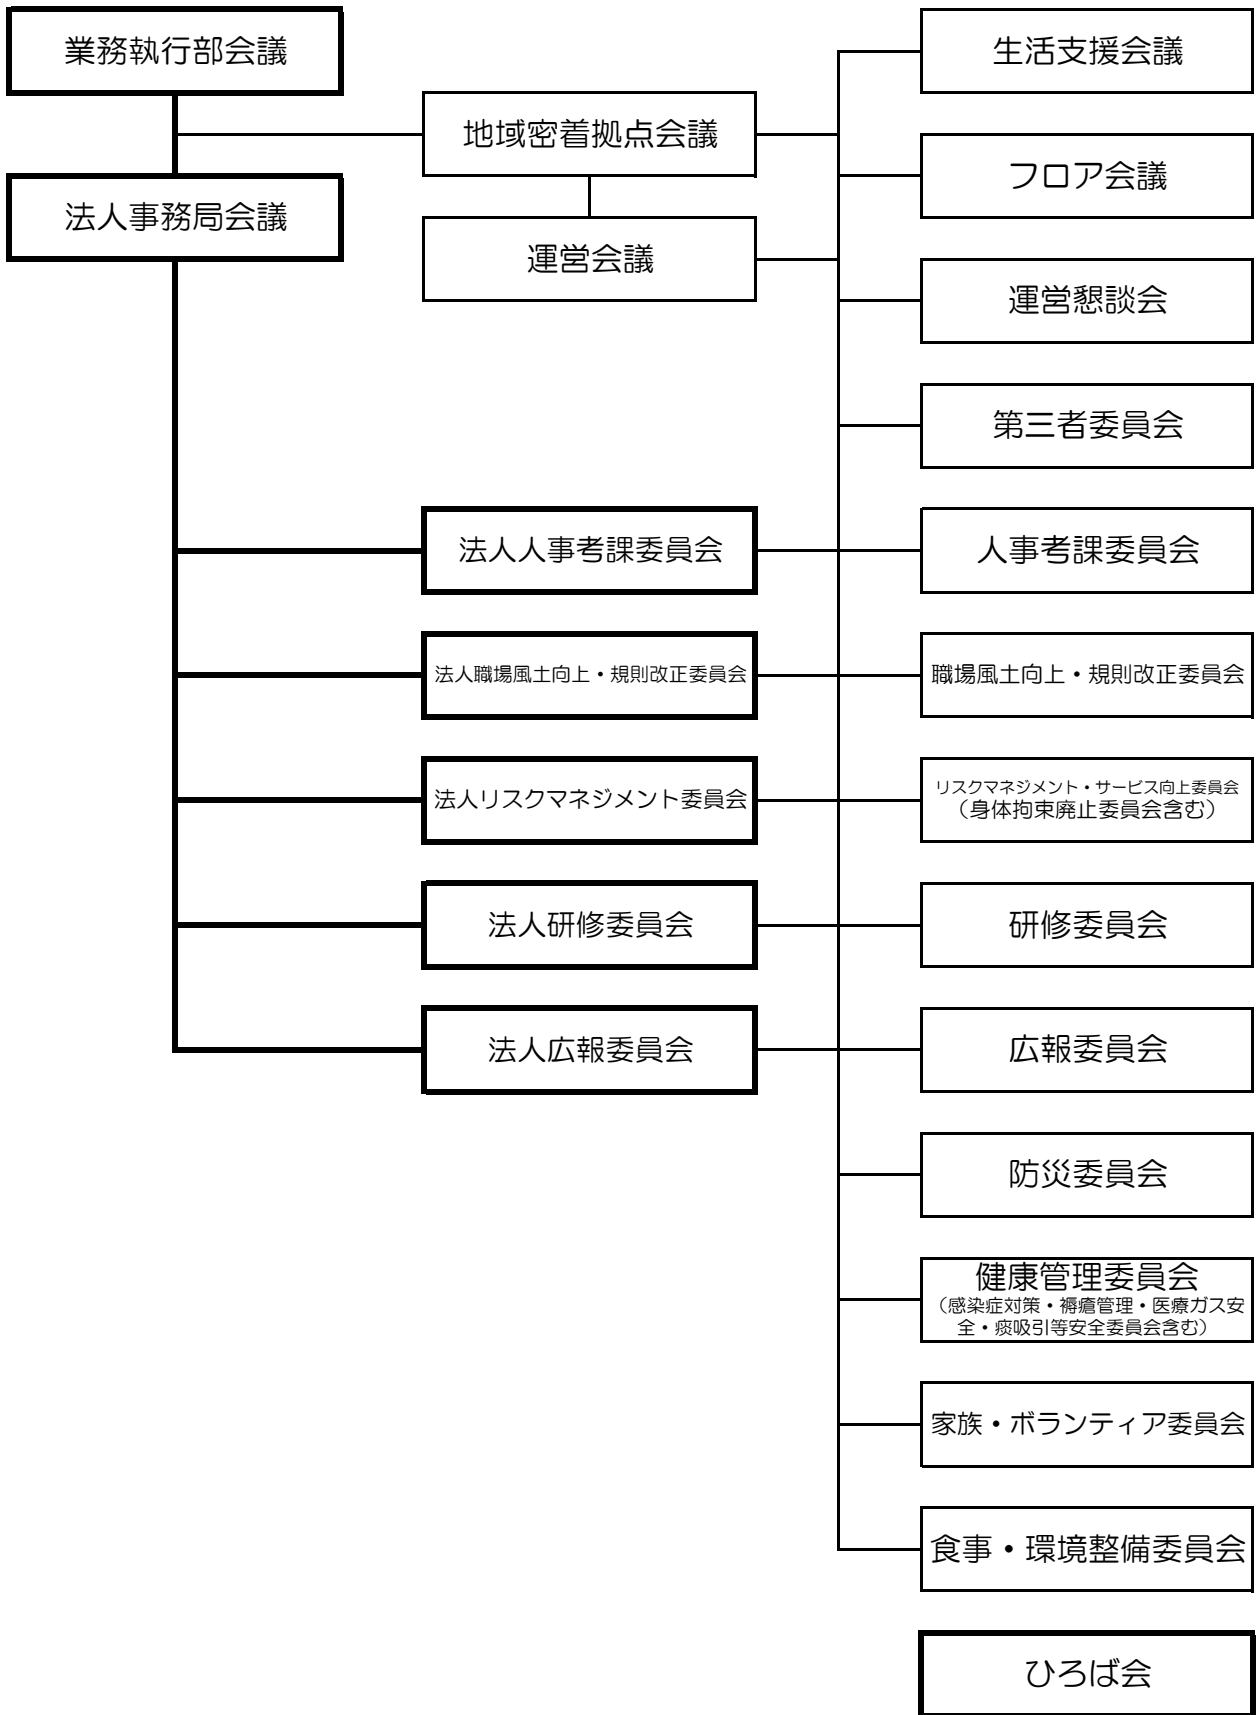 業務執行部会議
法人事務局会議
地域密着拠点会議
運営会議
法人人事考課委員会
法人職場風土向上・規則改正委員会
法人リスクマネジメント委員会
法人研修委員会
法人広報委員会
生活支援会議
フロア会議
運営懇談会
第三者委員会
人事考課委員会
職場風土向上・規則改正委員会
リスクマネジメント・サービス向上委員会
（身体拘束廃止委員会含む）
研修委員会
広報委員会
防災委員会
健康管理委員会
（感染症対策・褥瘡管理・医療ガス安
全・痰吸引等安全委員会含む）
家族・ボランティア委員会
食事・環境整備委員会
ひろば会